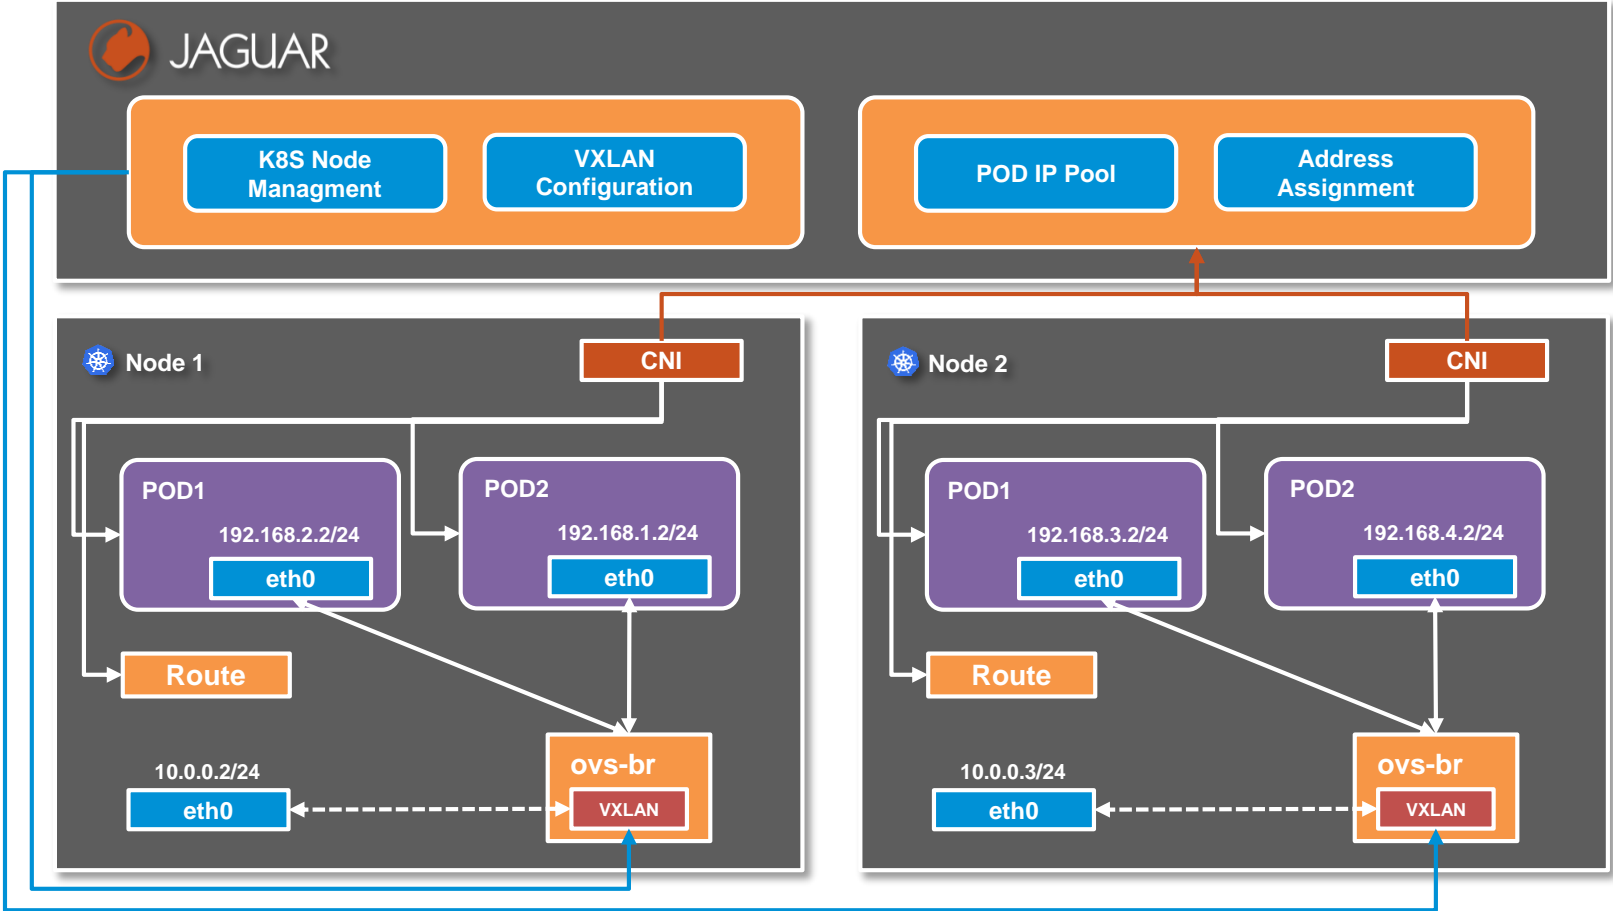 JAGUAR
K8S Node
Managment
VXLAN
Configuration
POD IP Pool
Address
Assignment
Node 1
CNI
POD1
192.168.2.2/24
eth0
POD2
192.168.1.2/24
eth0
Route
10.0.0.2/24
eth0
ovs-br
VXLAN
Node 2
CNI
POD1
192.168.3.2/24
eth0
POD2
192.168.4.2/24
eth0
Route
10.0.0.3/24
eth0
ovs-br
VXLAN